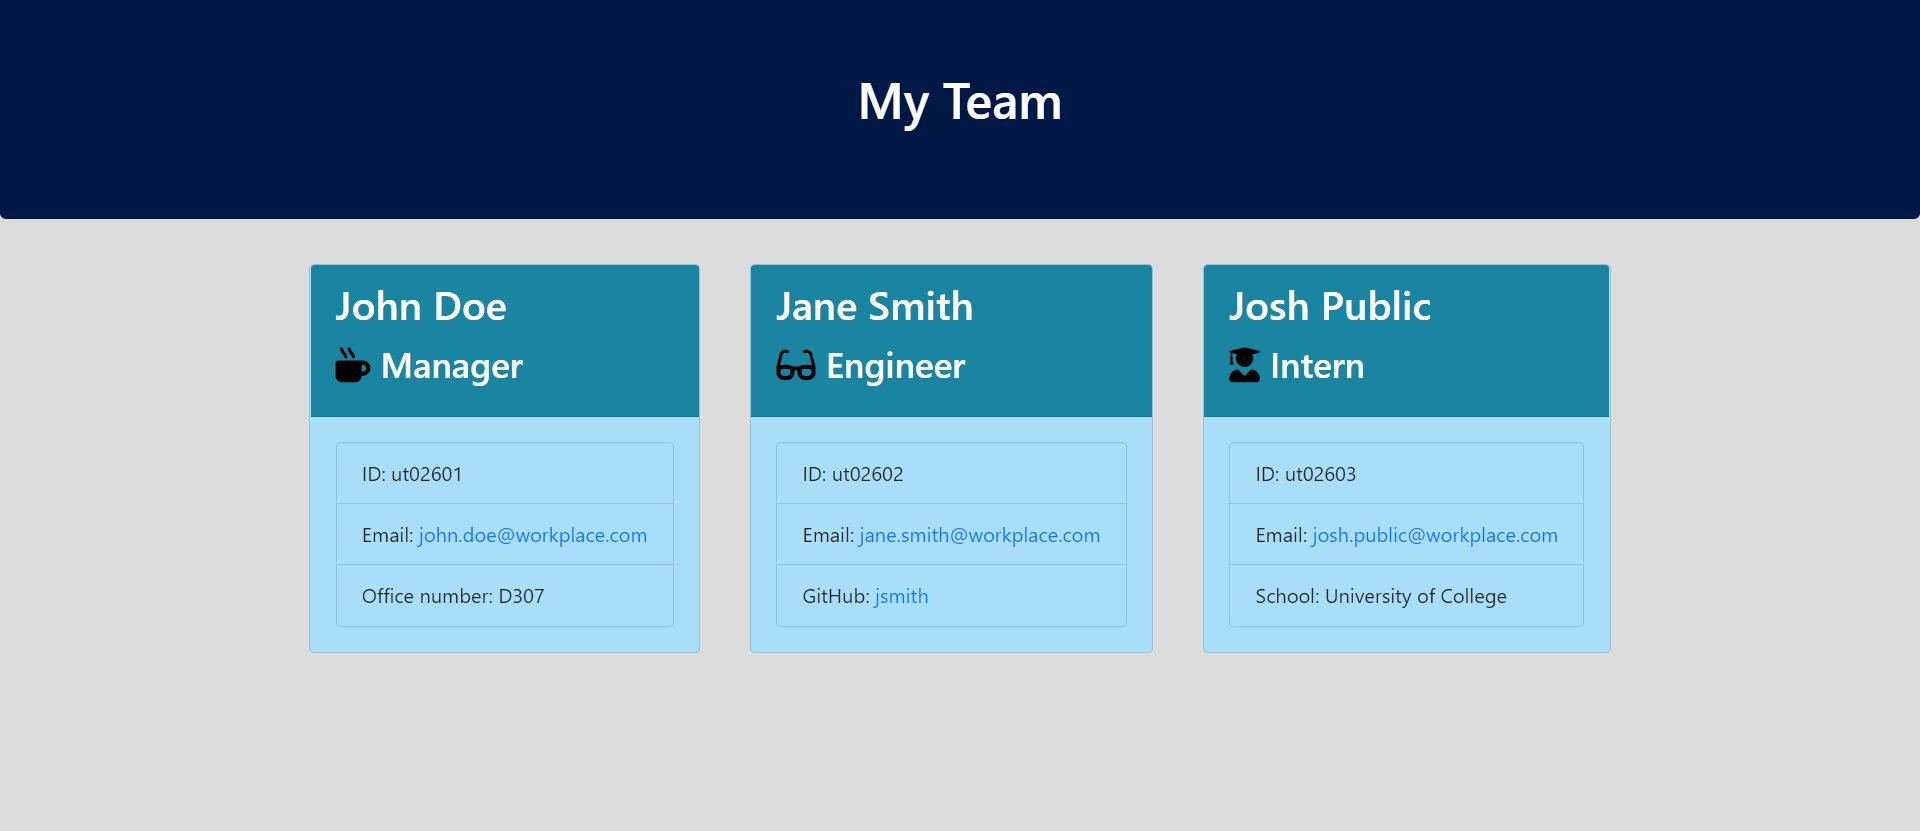 My Team
John Doe
Manager
ID: ut02601
Email: john.doe@workplace.com
Office number: D307
Jane Smith
Engineer
ID: ut02602
Email: jane.smith@workplace.com
GitHub: jsmith
Josh Public
Intern
ID: ut02603
Email: josh.public@workplace.com
School: University of College